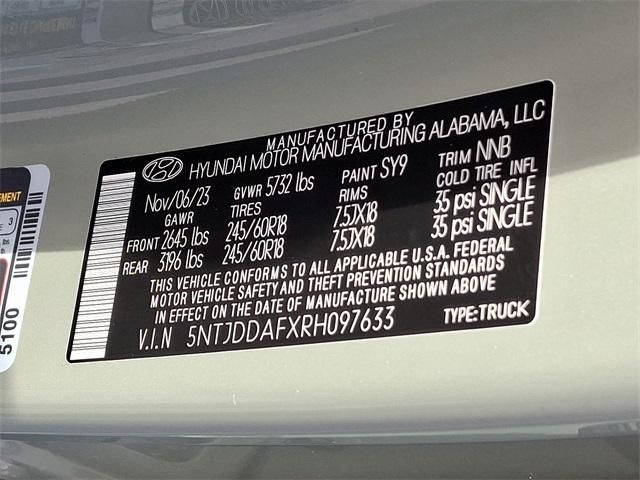 MANUFACTURED BY
HYUNDAI MOTOR MANUFACTURING ALABAMA, LLC
Nov/06/23 GVWR 5732 lbs PAINT SY9 TRIM NNB
GAWR TIRES RIMS COLD TIRE INFL
FRONT 2645 lbs 245/60R18 7.5JX18 35 psi SINGLE
REAR 3196 lbs 245/60R18 7.5JX18 35 psi SINGLE
THIS VEHICLE CONFORMS TO ALL APPLICABLE U.S.A. FEDERAL
MOTOR VEHICLE SAFETY AND THEFT PREVENTION STANDARDS
IN EFFECT ON THE DATE OF MANUFACTURE SHOWN ABOVE
V.I.N 5NTJDDAFXRH097633 TYPE:TRUCK
3
lbs
5100